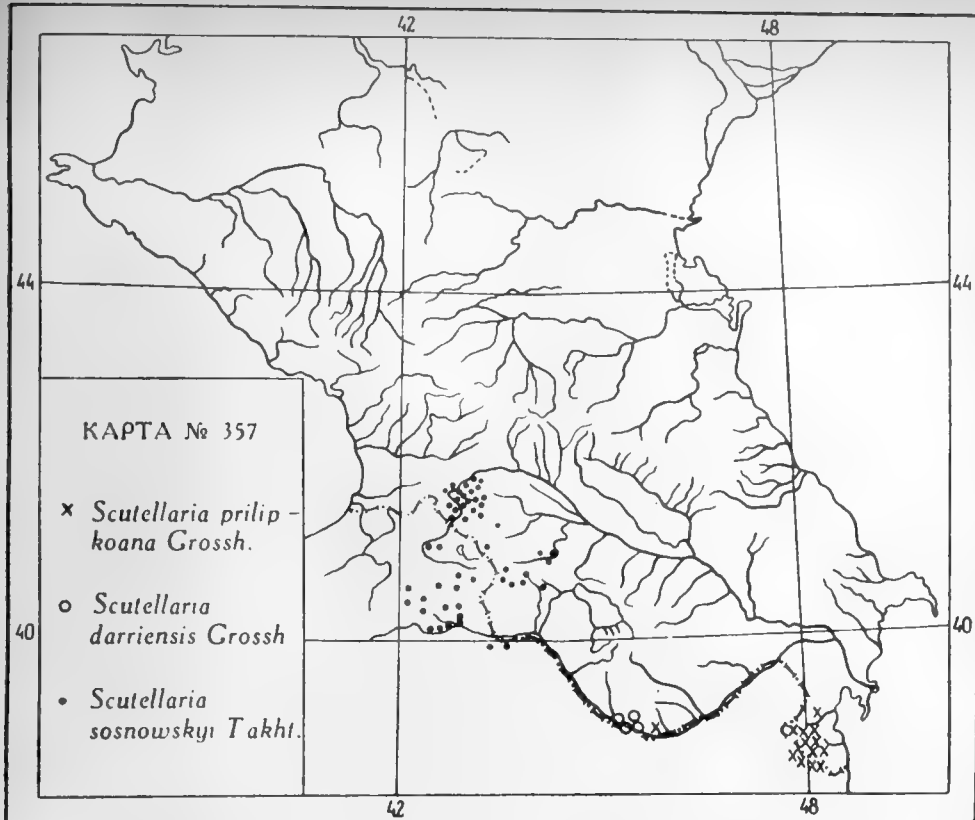 42 48
44 44
КАРТА № 357
x Scutellaria prilip-
koana Grossh.
o Scutellaria
darriensis Grossh
40 40
• Scutellaria
sosnowskyi Takht.
42 48